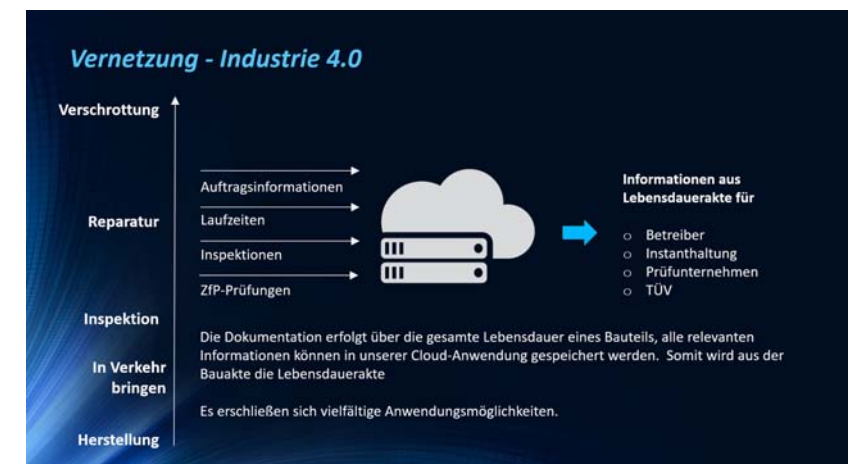 Vernetzung - Industrie 4.0
Verschrottung
Reparatur
Inspektion
In Verkehr
bringen
Herstellung
Auftragsinformationen
Laufzeiten
Inspektionen
ZfP-Prüfungen
Informationen aus
Lebensdauerakte für
o Betreiber
o Instanthaltung
o Prüfunternehmen
o TÜV
Die Dokumentation erfolgt über die gesamte Lebensdauer eines Bauteils, alle relevanten
Informationen können in unserer Cloud-Anwendung gespeichert werden. Somit wird aus der
Bauakte die Lebensdauerakte
Es erschließen sich vielfältige Anwendungsmöglichkeiten.